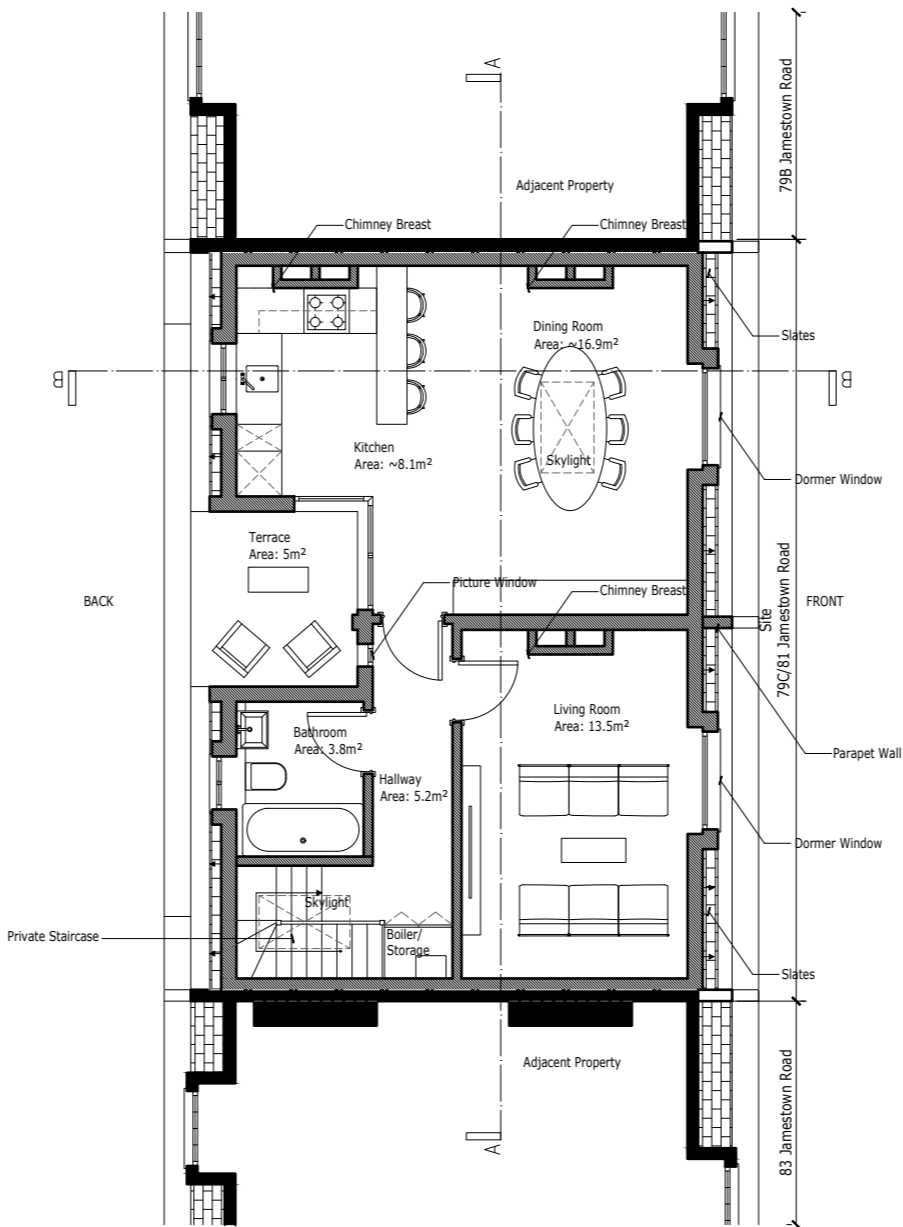 A
79B Jamestown Road
Adjacent Property
Chimney Breast
Chimney Breast
Dining Room
Area: ~16.9m²
Slates
B
B
Kitchen
Area: ~8.1m²
Skylight
Dormer Window
Terrace
Area: 5m²
Picture Window
Chimney Breast
BACK
FRONT
Site
79C/81 Jamestown Road
Living Room
Area: 13.5m²
Bathroom
Area: 3.8m²
Parapet Wall
Hallway
Area: 5.2m²
Dormer Window
Skylight
Private Staircase
Boiler/
Storage
Slates
Adjacent Property
83 Jamestown Road
A